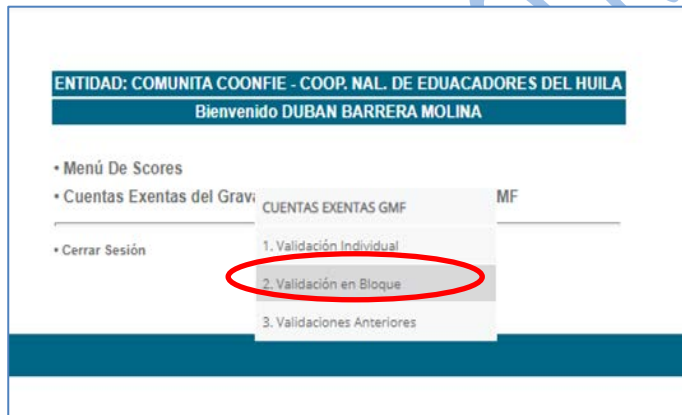 ENTIDAD: COMUNITA COONFIE - COOP. NAL. DE EDUACADORES DEL HUILA
Bienvenido DUBAN BARRERA MOLINA
• Menú De Scores
• Cuentas Exentas del Grava MF
CUENTAS EXENTAS GMF
1. Validación Individual
• Cerrar Sesión
2. Validación en Bloque
3. Validaciones Anteriores